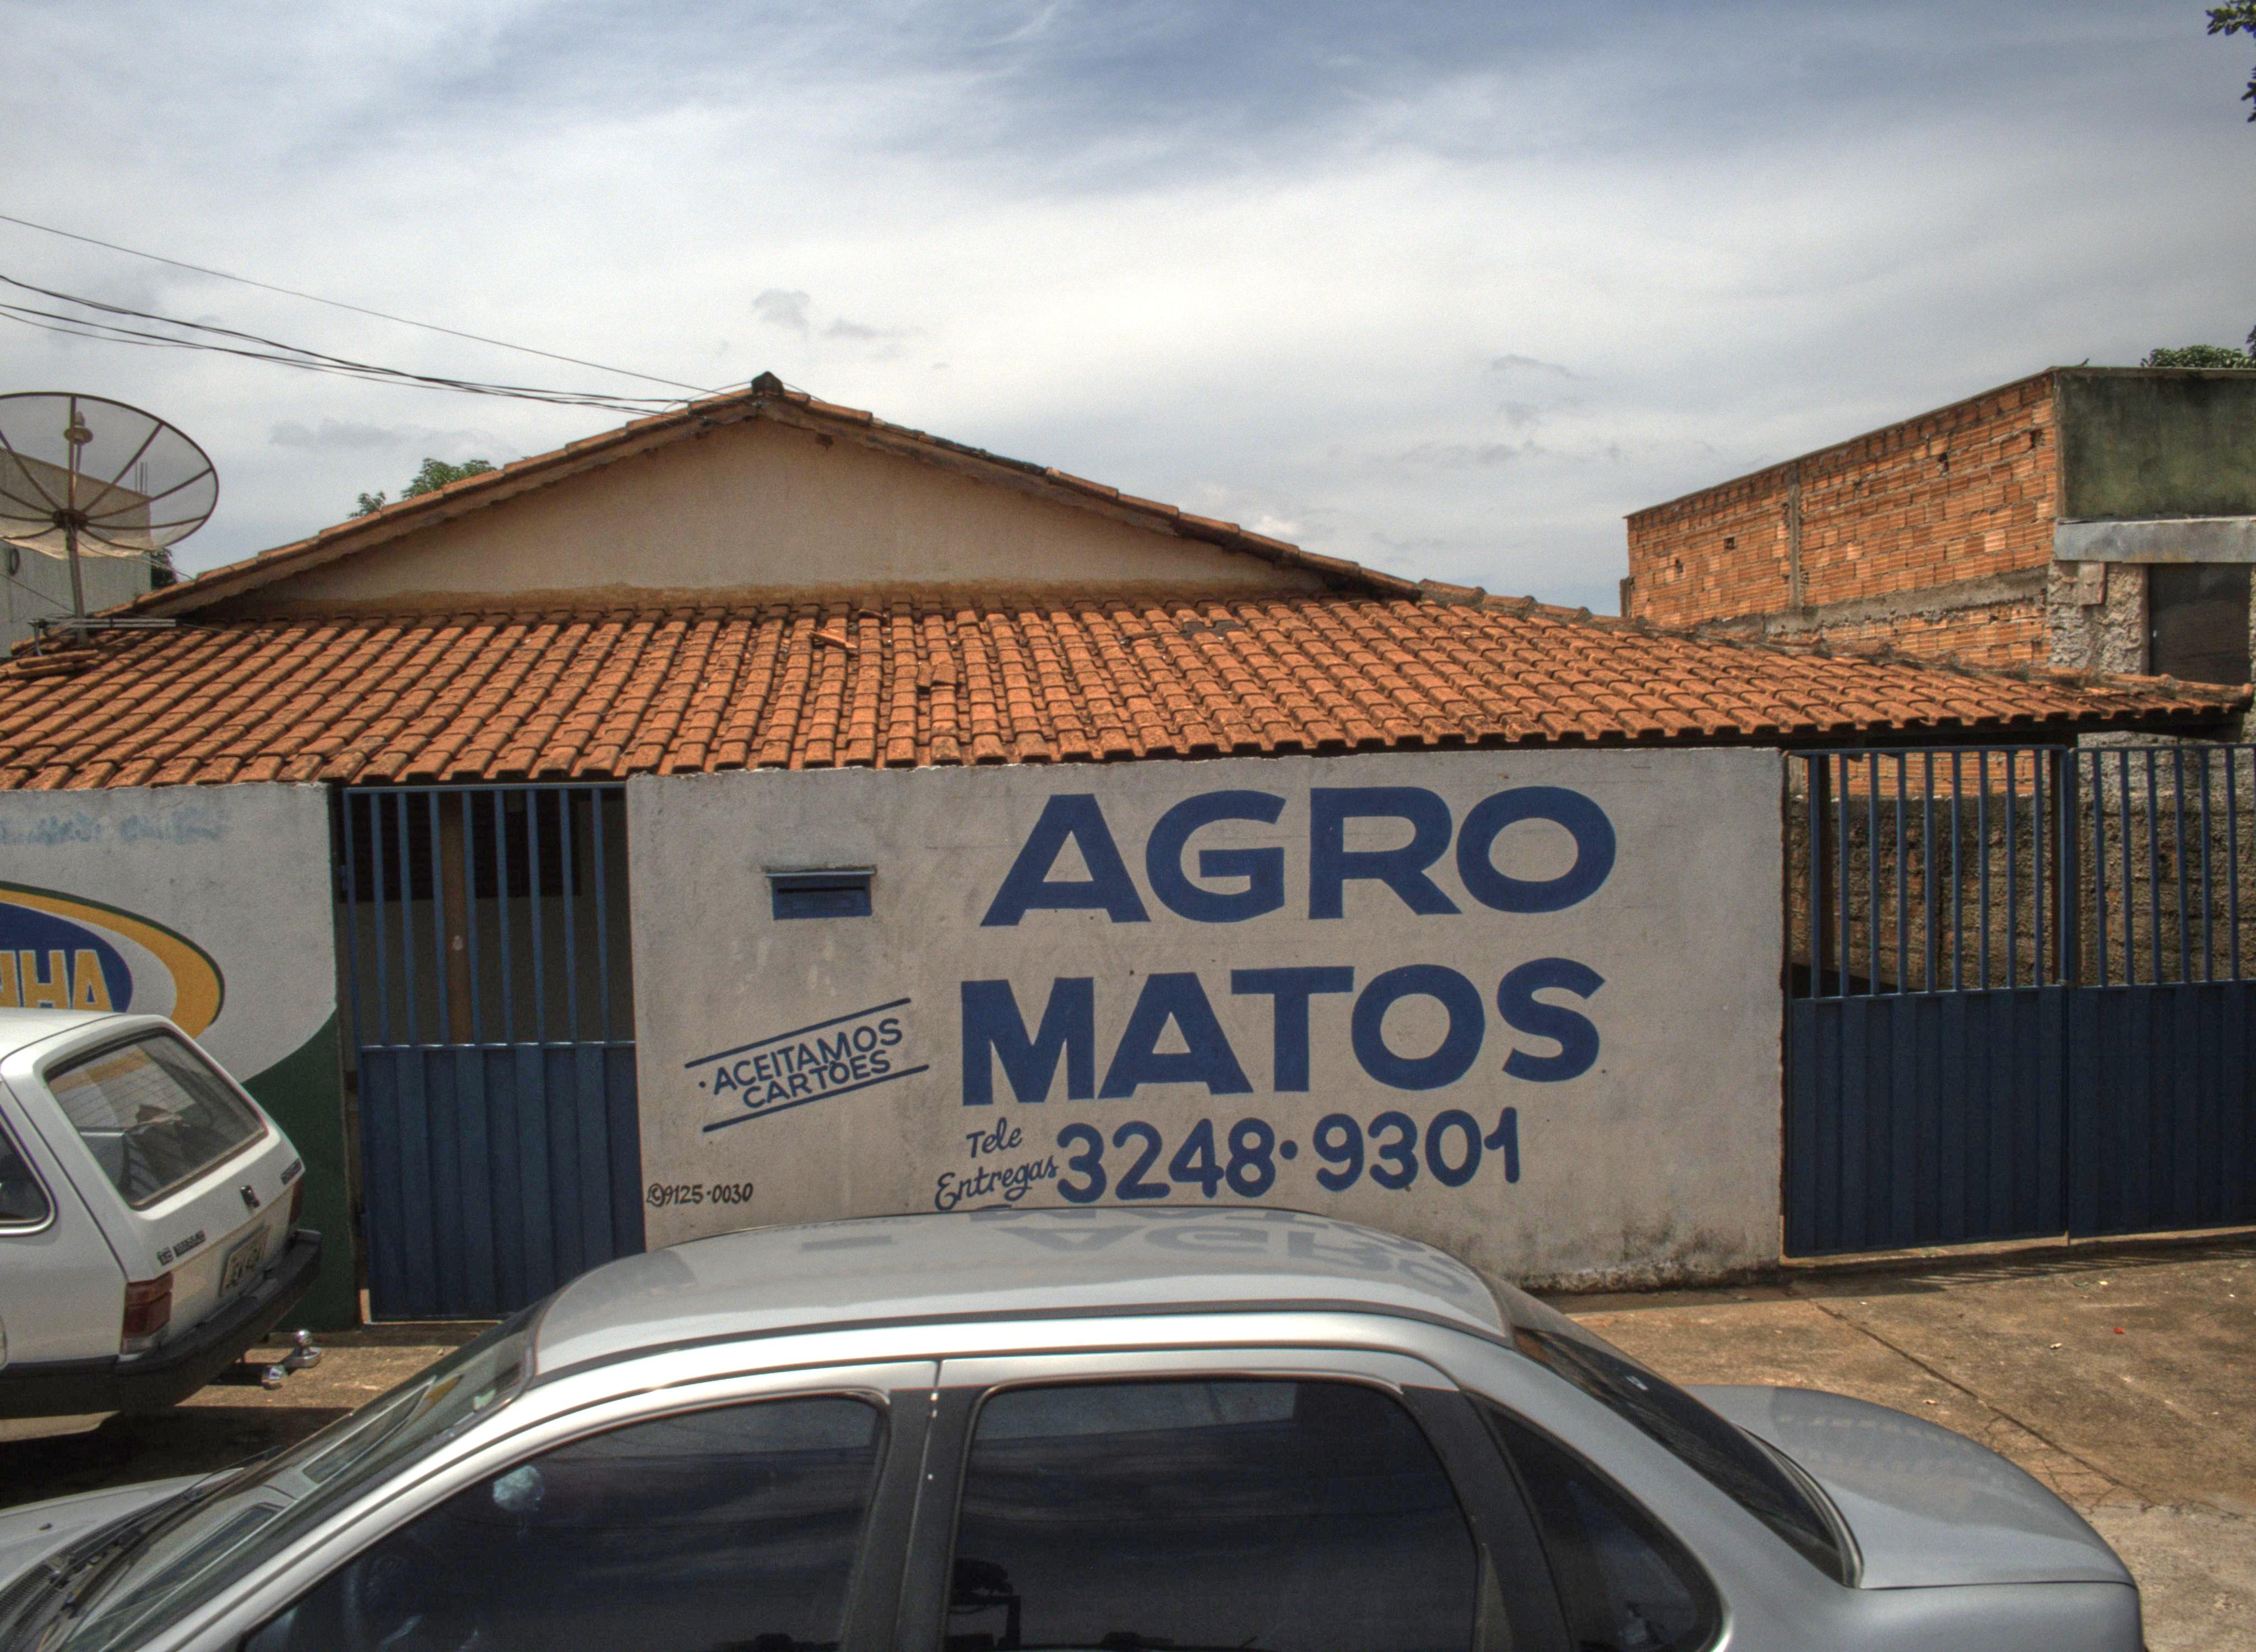 AGRO
MATOS
• ACEITAMOS
CARTÕES
Tele
Entregas 3248•9301
9125-0030